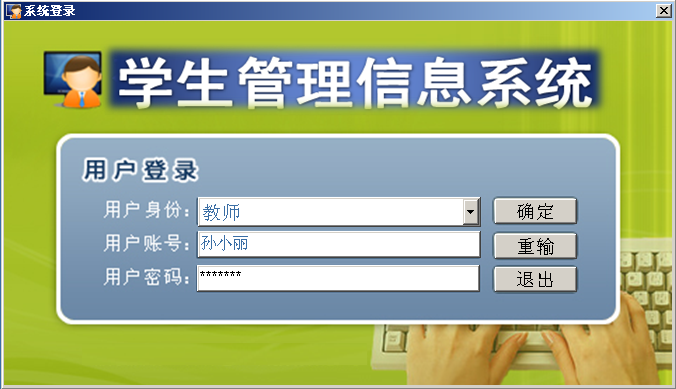 系统登录
学生管理信息系统
用户登录
用户身份: 教师 确定
用户账号: 孙小丽 重输
用户密码: ******* 退出